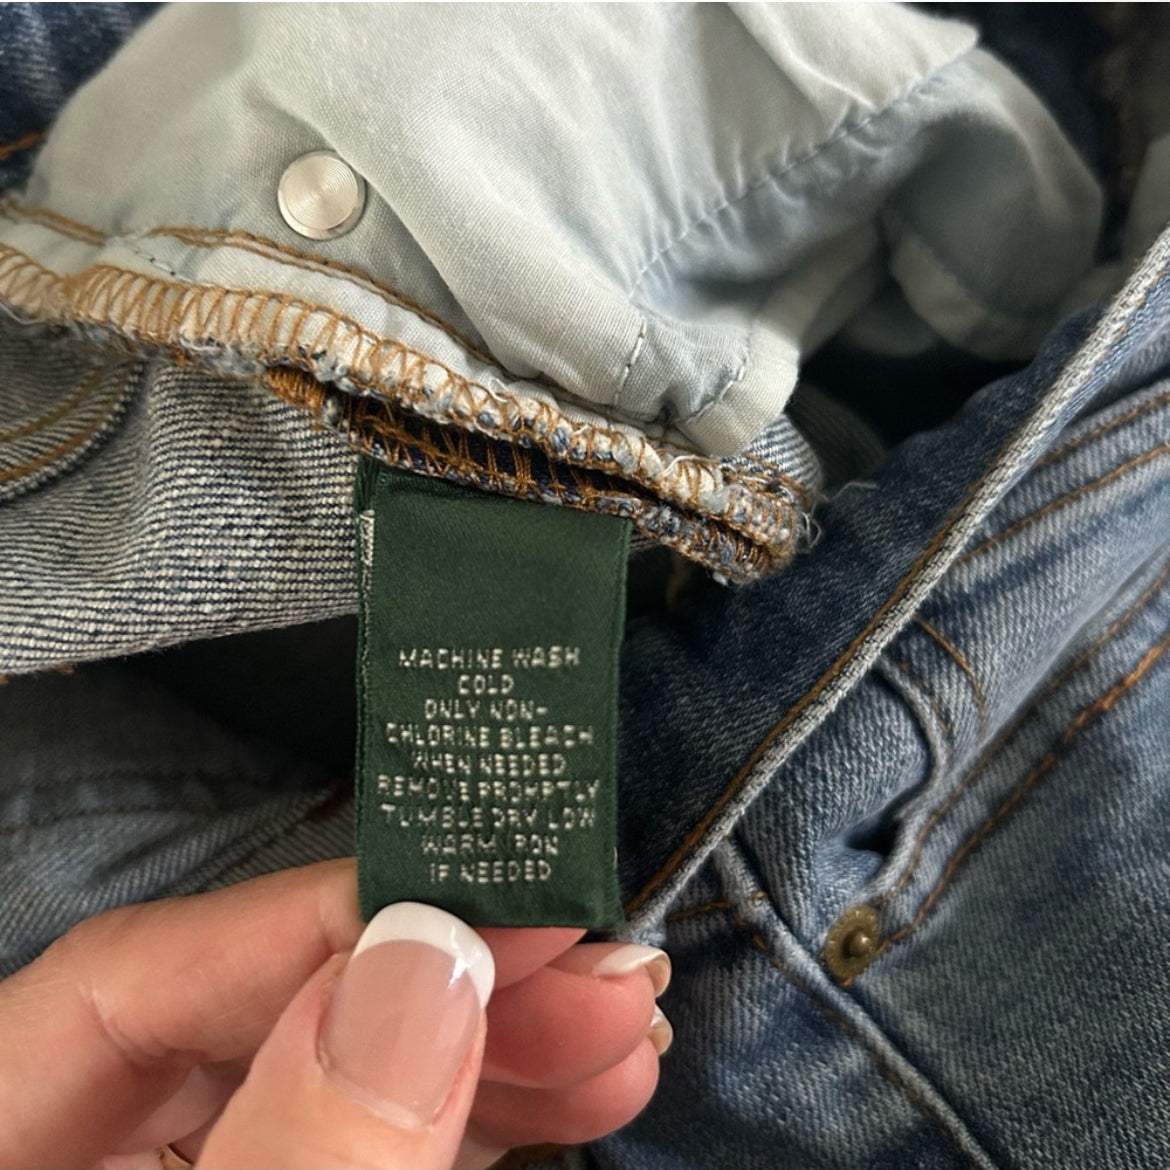 MACHINE WASH
COLD
ONLY NON-
CHLORINE BLEACH
WHEN NEEDED
REMOVE PROMPTLY
TUMBLE DRY LOW
WARM IRON
IF NEEDED